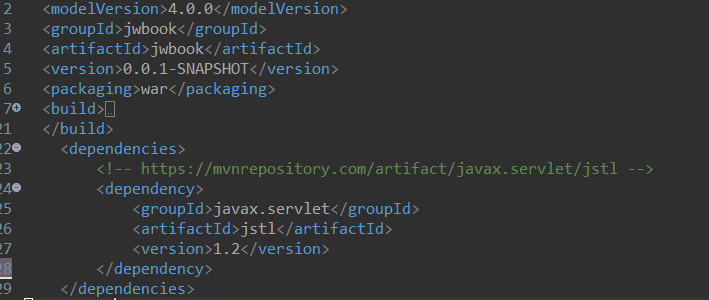 2 <modelVersion>4.0.0</modelVersion>
3 <groupId>jwbook</groupId>
4 <artifactId>jwbook</artifactId>
5 <version>0.0.1-SNAPSHOT</version>
6 <packaging>war</packaging>
7 <build>
21 </build>
22 <dependencies>
23 <!-- https://mvnrepository.com/artifact/javax.servlet/jstl -->
24 <dependency>
25 <groupId>javax.servlet</groupId>
26 <artifactId>jstl</artifactId>
27 <version>1.2</version>
28 </dependency>
29 </dependencies>